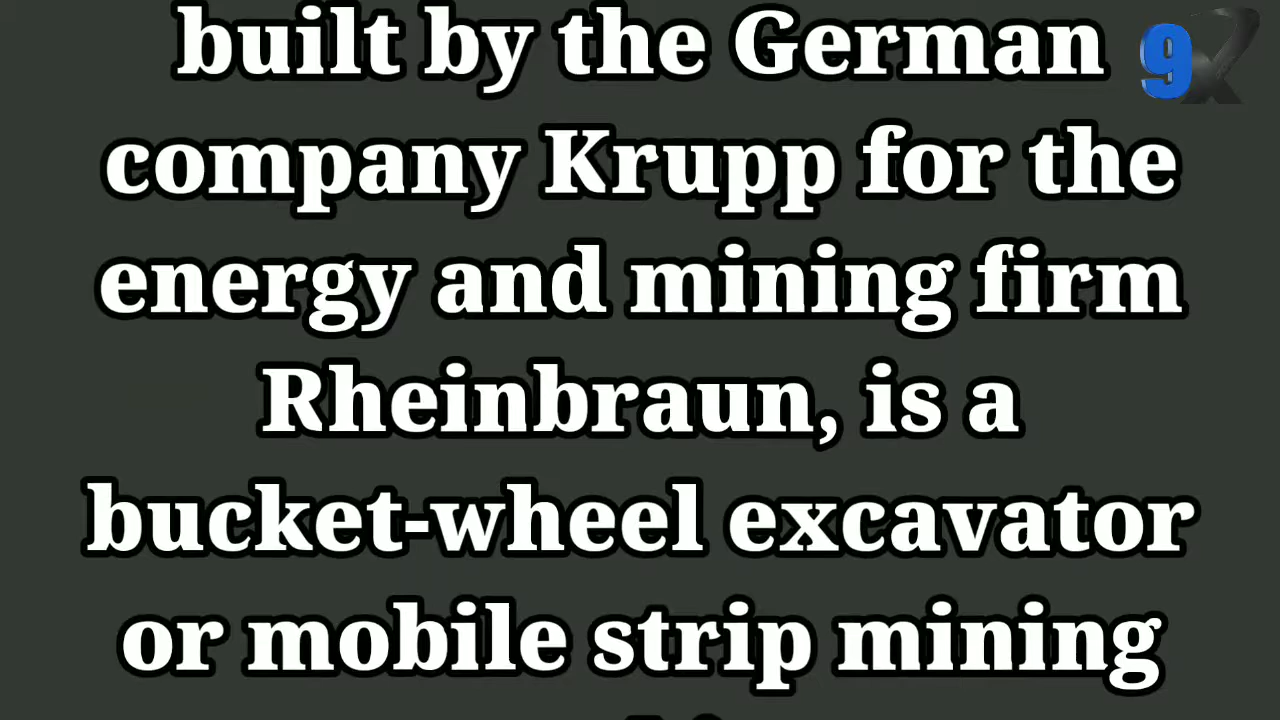 built by the German
company Krupp for the
energy and mining firm
Rheinbraun, is a
bucket-wheel excavator
or mobile strip mining
9X